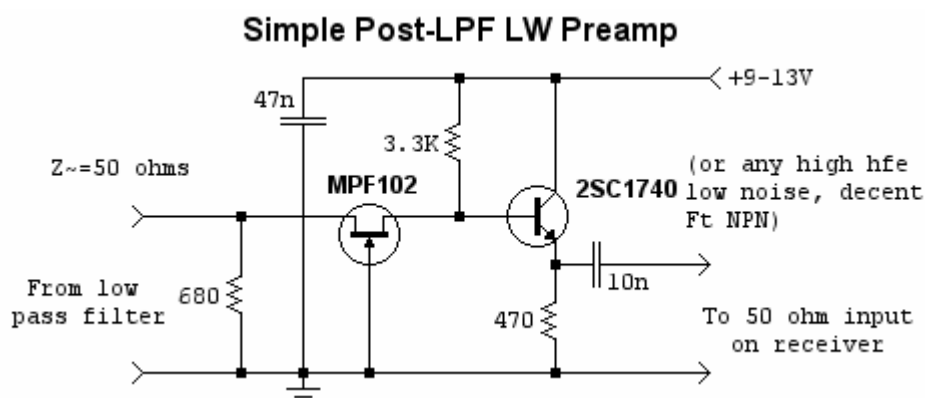 Simple Post-LPF LW Preamp
+9-13V
47n
3.3K
Z~=50 ohms
MPF102
2SC1740
(or any high hfe
low noise, decent
Ft NPN)
From low
pass filter
680
470
10n
To 50 ohm input
on receiver